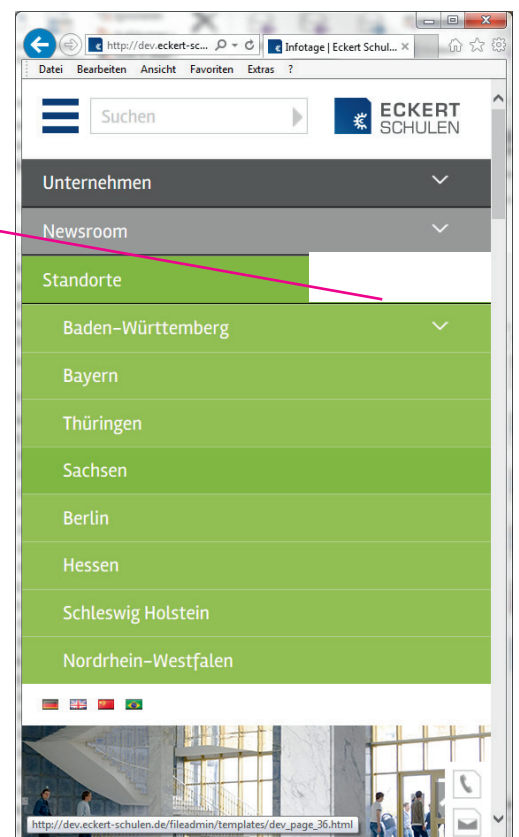 http://dev.eckert-sc...
Infotage | Eckert Schul... ×
Datei Bearbeiten Ansicht Favoriten Extras ?
Suchen
ECKERT
SCHULEN
Unternehmen
Newsroom
Standorte
Baden-Württemberg
Bayern
Thüringen
Sachsen
Berlin
Hessen
Schleswig Holstein
Nordrhein-Westfalen
http://dev.eckert-schulen.de/fileadmin/templates/dev_page_36.html